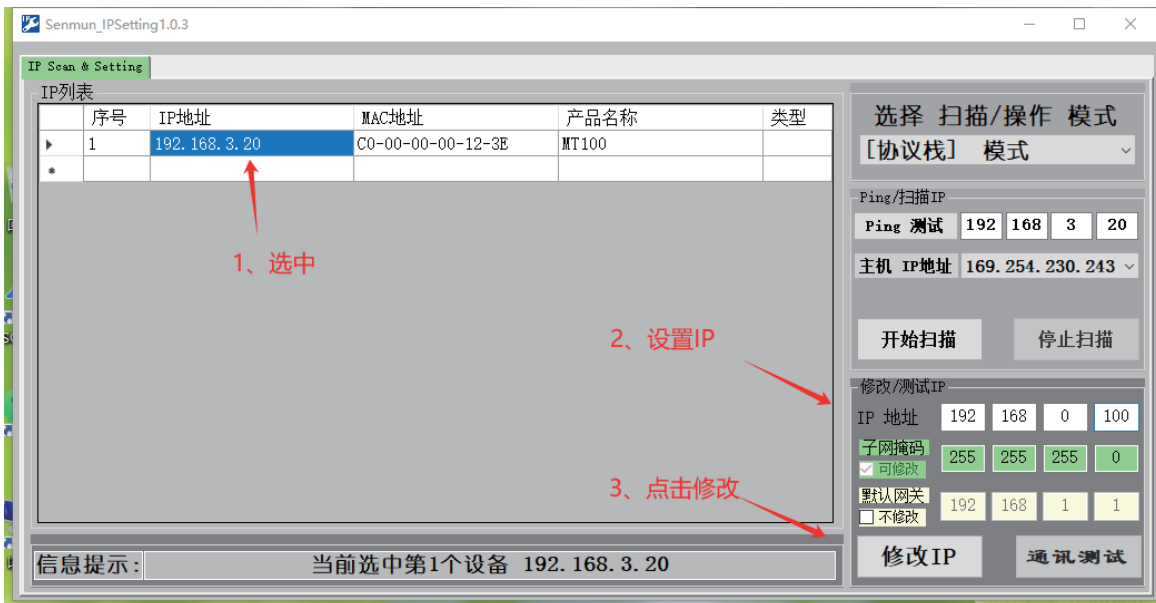 Senmun_IPSetting1.0.3
IP Scan & Setting
IP列表
序号 IP地址 MAC地址 产品名称 类型
1 192.168.3.20 C0-00-00-00-12-3E MT100
1、选中
2、设置IP
3、点击修改
信息提示: 当前选中第1个设备 192.168.3.20
选择 扫描/操作 模式
[协议栈] 模式
Ping/扫描IP
Ping 测试 192 168 3 20
主机 IP地址 169.254.230.243
开始扫描 停止扫描
修改/测试IP
IP 地址 192 168 0 100
子网掩码 255 255 255 0
可修改
默认网关 192 168 1 1
不修改
修改IP 通讯测试